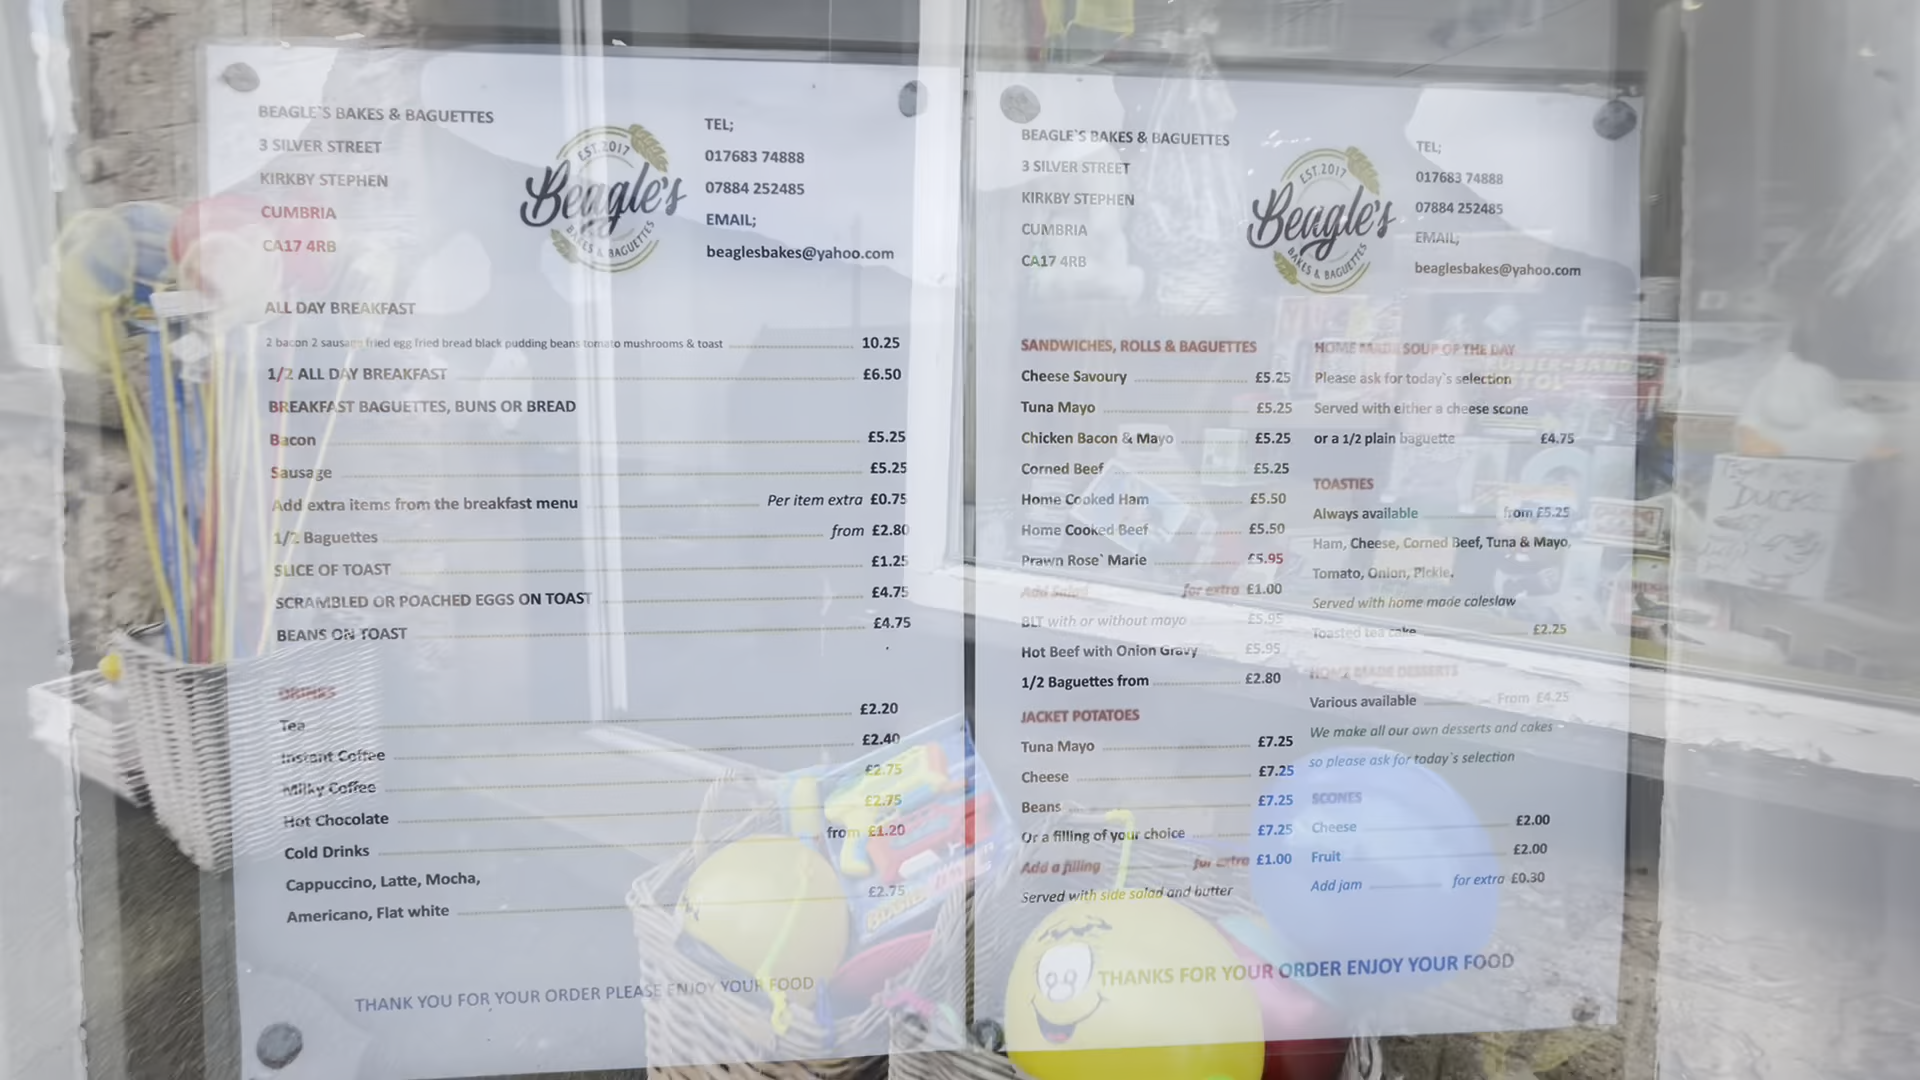 BEAGLE`S BAKES & BAGUETTES
3 SILVER STREET
KIRKBY STEPHEN
CUMBRIA
CA17 4RB
EST.2017
Beagle's
BAKES & BAGUETTES
TEL;
017683 74888
07884 252485
EMAIL;
beaglesbakes@yahoo.com
ALL DAY BREAKFAST
2 bacon 2 sausage fried egg fried bread black pudding beans tomato mushrooms & toast 10.25
1/2 ALL DAY BREAKFAST £6.50
BREAKFAST BAGUETTES, BUNS OR BREAD
Bacon £5.25
Sausage £5.25
Add extra items from the breakfast menu Per item extra £0.75
1/2 Baguettes from £2.80
SLICE OF TOAST £1.25
SCRAMBLED OR POACHED EGGS ON TOAST £4.75
BEANS ON TOAST £4.75
DRINKS
Tea £2.20
Instant Coffee £2.40
Milky Coffee £2.75
Hot Chocolate £2.75
Cold Drinks from £1.20
Cappuccino, Latte, Mocha,
Americano, Flat white £2.75
THANK YOU FOR YOUR ORDER PLEASE ENJOY YOUR FOOD
BEAGLE`S BAKES & BAGUETTES
3 SILVER STREET
KIRKBY STEPHEN
CUMBRIA
CA17 4RB
EST.2017
Beagle's
BAKES & BAGUETTES
TEL;
017683 74888
07884 252485
EMAIL;
beaglesbakes@yahoo.com
SANDWICHES, ROLLS & BAGUETTES
Cheese Savoury £5.25
Tuna Mayo £5.25
Chicken Bacon & Mayo £5.25
Corned Beef £5.25
Home Cooked Ham £5.50
Home Cooked Beef £5.50
Prawn Rose` Marie £5.95
Add Salad for extra £1.00
BLT with or without mayo £5.95
Hot Beef with Onion Gravy £5.95
1/2 Baguettes from £2.80
JACKET POTATOES
Tuna Mayo £7.25
Cheese £7.25
Beans £7.25
Or a filling of your choice £7.25
Add a filling for extra £1.00
Served with side salad and butter
HOME MADE SOUP OF THE DAY
Please ask for today`s selection
Served with either a cheese scone
or a 1/2 plain baguette £4.75
TOASTIES
Always available from £5.25
Ham, Cheese, Corned Beef, Tuna & Mayo,
Tomato, Onion, Pickle.
Served with home made coleslaw
Toasted tea cake £2.25
HOME MADE DESSERTS
Various available From £4.25
We make all our own desserts and cakes
so please ask for today`s selection
SCONES
Cheese £2.00
Fruit £2.00
Add jam for extra £0.30
THANKS FOR YOUR ORDER ENJOY YOUR FOOD
DUCK